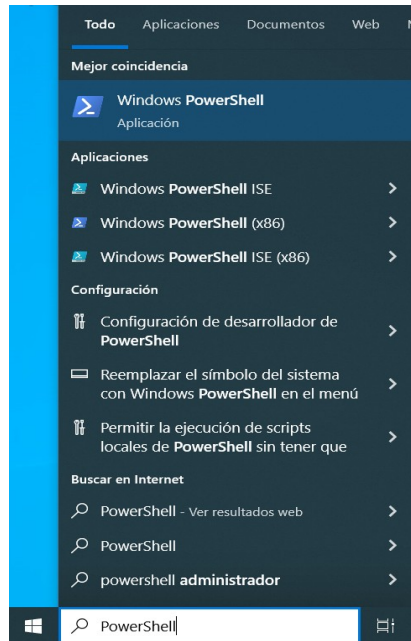 Todo Aplicaciones Documentos Web
Mejor coincidencia
Windows PowerShell
Aplicación
Aplicaciones
Windows PowerShell ISE
Windows PowerShell (x86)
Windows PowerShell ISE (x86)
Configuración
Configuración de desarrollador de
PowerShell
Reemplazar el símbolo del sistema
con Windows PowerShell en el menú
Permitir la ejecución de scripts
locales de PowerShell sin tener que
Buscar en Internet
PowerShell - Ver resultados web
PowerShell
powershell administrador
PowerShell